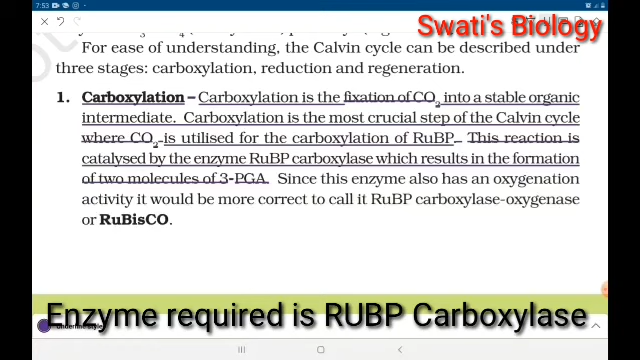 7:53
Swati's Biology
For ease of understanding, the Calvin cycle can be described under
three stages: carboxylation, reduction and regeneration.
1. Carboxylation – Carboxylation is the fixation of CO2 into a stable organic
intermediate. Carboxylation is the most crucial step of the Calvin cycle
where CO2 is utilised for the carboxylation of RuBP. This reaction is
catalysed by the enzyme RuBP carboxylase which results in the formation
of two molecules of 3-PGA. Since this enzyme also has an oxygenation
activity it would be more correct to call it RuBP carboxylase-oxygenase
or RuBisCO.
Enzyme required is RUBP Carboxylase
Underline style